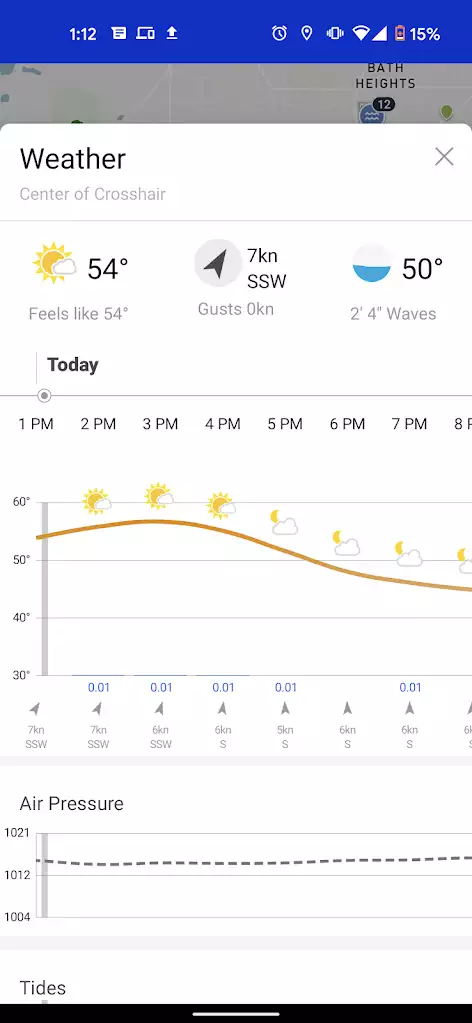 1:12
15%
BATH
HEIGHTS
12
Weather
Center of Crosshair
54°
7kn
SSW
50°
Feels like 54°
Gusts 0kn
2' 4" Waves
Today
1 PM 2 PM 3 PM 4 PM 5 PM 6 PM 7 PM 8 P
60°
50°
40°
30°
0.01 0.01 0.01 0.01 0.01
7kn 7kn 6kn 6kn 5kn 6kn 6kn 6k
SSW SSW SSW S S S S
Air Pressure
1021
1012
1004
Tides